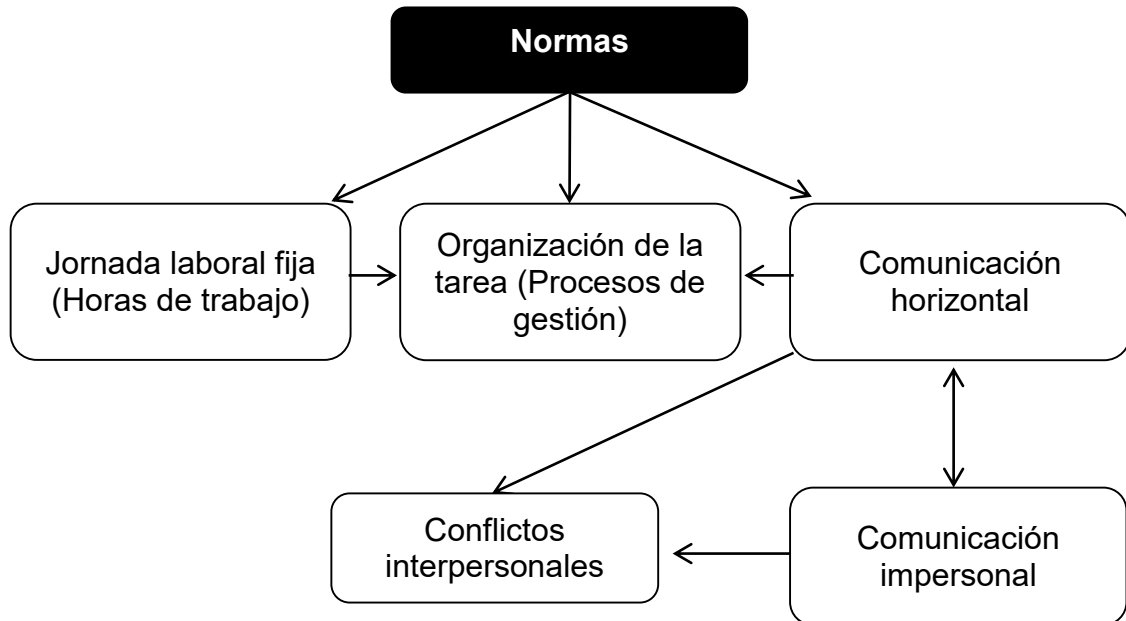 Normas
Jornada laboral fija
(Horas de trabajo)
Organización de la
tarea (Procesos de
gestión)
Comunicación
horizontal
Conflictos
interpersonales
Comunicación
impersonal